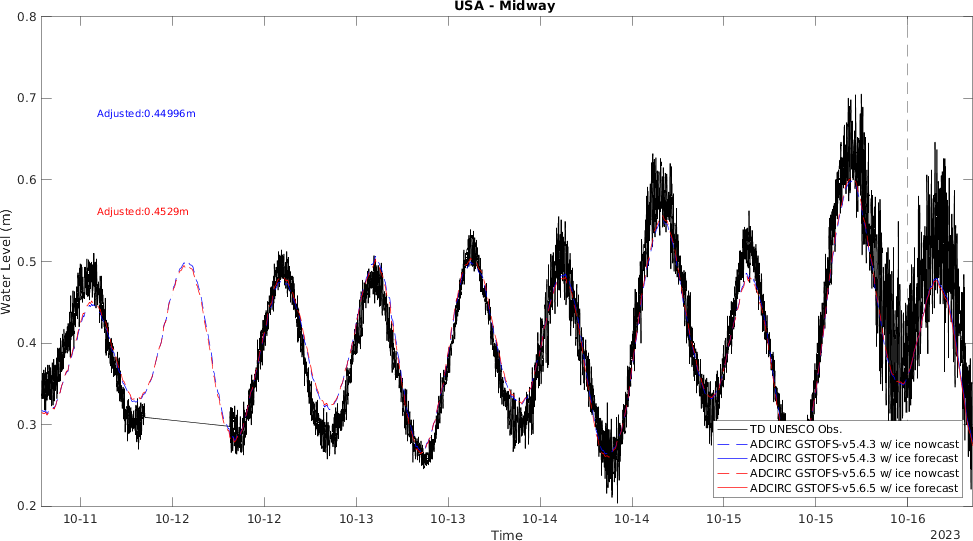 USA - Midway
0.8
0.7
0.6
0.5
0.4
0.3
0.2
Water Level (m)
Adjusted:0.44996m
Adjusted:0.4529m
TD UNESCO Obs.
ADCIRC GSTOFS-v5.4.3 w/ ice nowcast
ADCIRC GSTOFS-v5.4.3 w/ ice forecast
ADCIRC GSTOFS-v5.6.5 w/ ice nowcast
ADCIRC GSTOFS-v5.6.5 w/ ice forecast
10-11 10-12 10-12 10-13 10-13 10-14 10-14 10-15 10-15 10-16
Time
2023